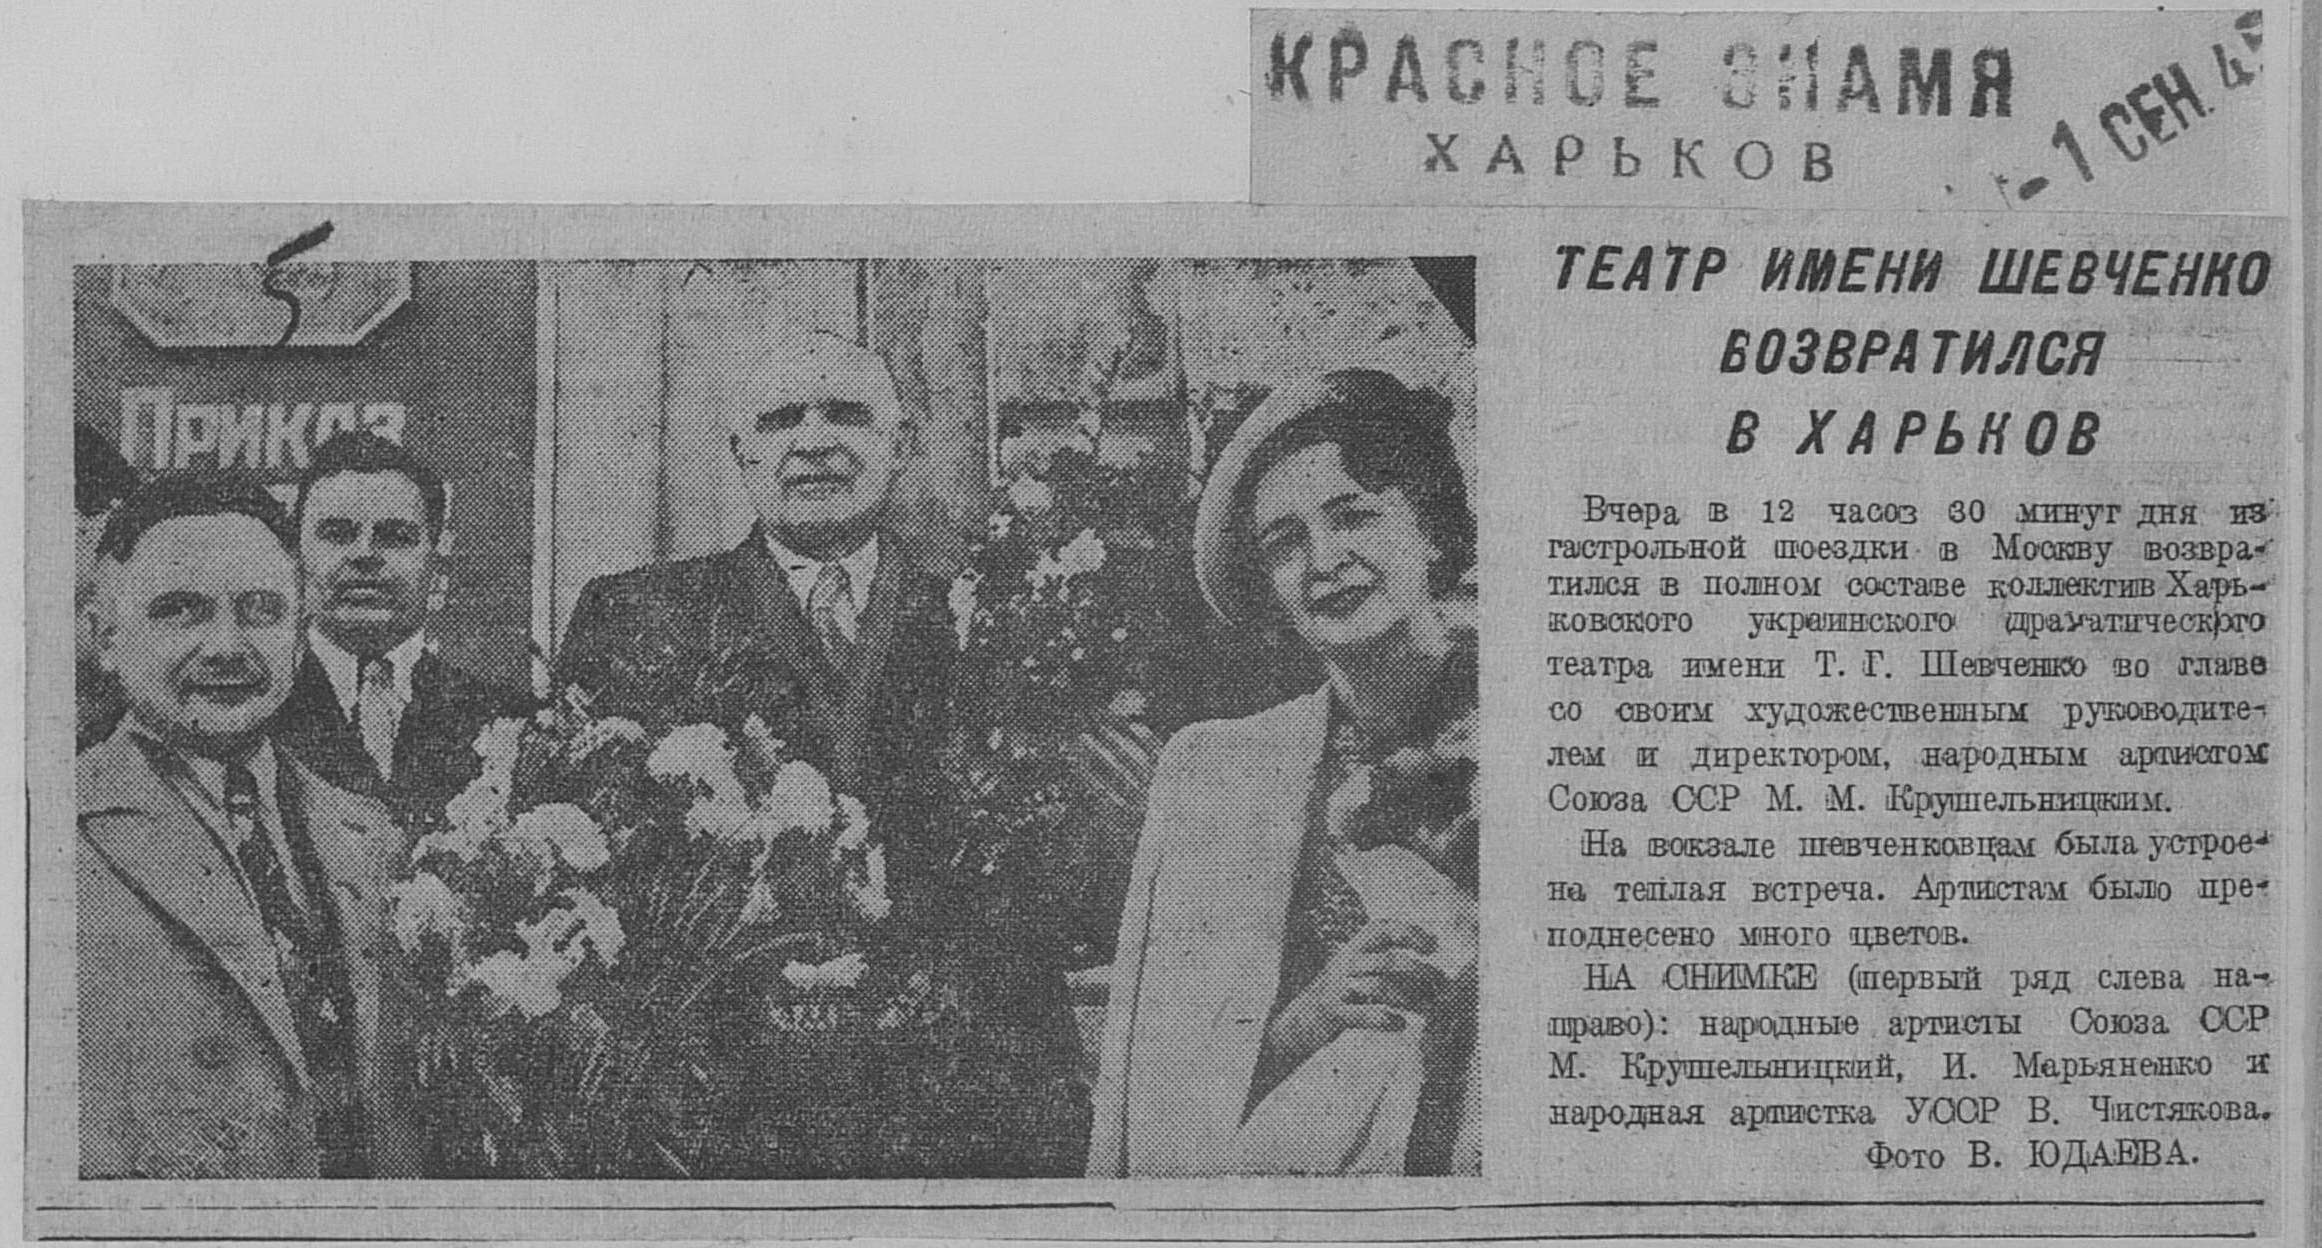 КРАСНОЕ ЗНАМЯ
ХАРЬКОВ
-1 СЕН. 4
Приказ
ТЕАТР ИМЕНИ ШЕВЧЕНКО
ВОЗВРАТИЛСЯ
В ХАРЬКОВ
Вчера в 12 часов 30 минут дня из
гастрольной поездки в Москву возвра-
тился в полном составе коллектив Харь-
ковского украинского драматического
театра имени Т. Г. Шевченко во главе
со своим художественным руководите-
лем и директором, народным артистом
Союза ССР М. М. Крушельницким.
На вокзале шевченковцам была устрое-
на теплая встреча. Артистам было пре-
поднесено много цветов.
НА СНИМКЕ (первый ряд слева на-
право): народные артисты Союза ССР
М. Крушельницкий, И. Марьяненко и
народная артистка УССР В. Чистякова.
Фото В. ЮДАЕВА.